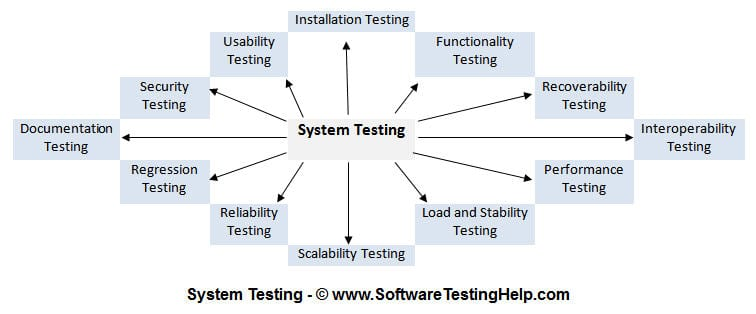 Installation Testing
Usability
Testing
Functionality
Testing
Security
Testing
Recoverability
Testing
Documentation
Testing
System Testing
Interoperability
Testing
Regression
Testing
Performance
Testing
Reliability
Testing
Load and Stability
Testing
Scalability Testing
System Testing - © www.SoftwareTestingHelp.com